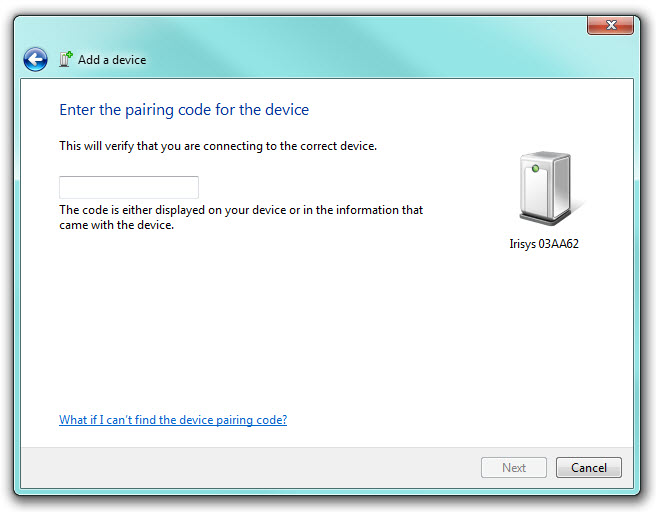 Add a device
Enter the pairing code for the device
This will verify that you are connecting to the correct device.
The code is either displayed on your device or in the information that
came with the device.
Irisys 03AA62
What if I can't find the device pairing code?
Next
Cancel